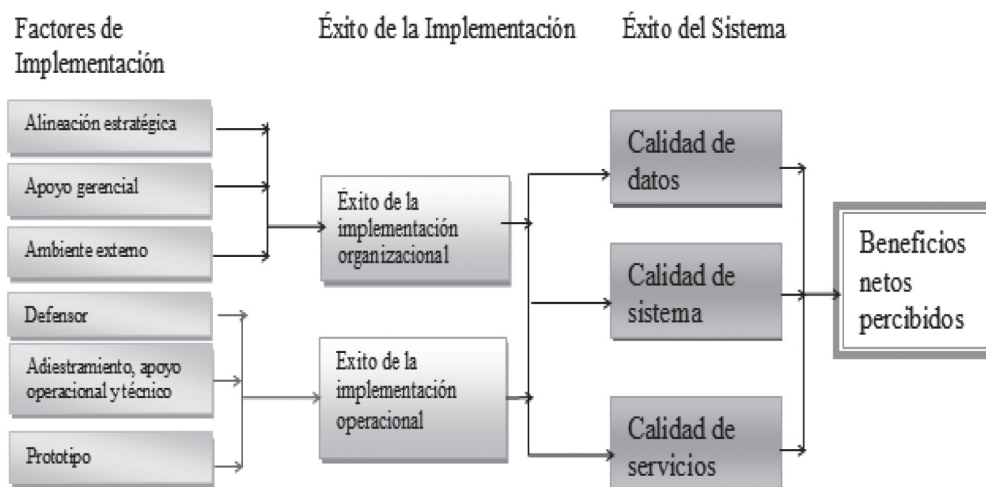 Factores de
Implementación
Éxito de la Implementación
Éxito del Sistema
Alineación estratégica
Apoyo gerencial
Ambiente externo
Defensor
Adiestramiento, apoyo
operacional y técnico
Prototipo
Éxito de la
implementación
organizacional
Exito de la
implementación
operacional
Calidad de
datos
Calidad de
sistema
Calidad de
servicios
Beneficios
netos
percibidos